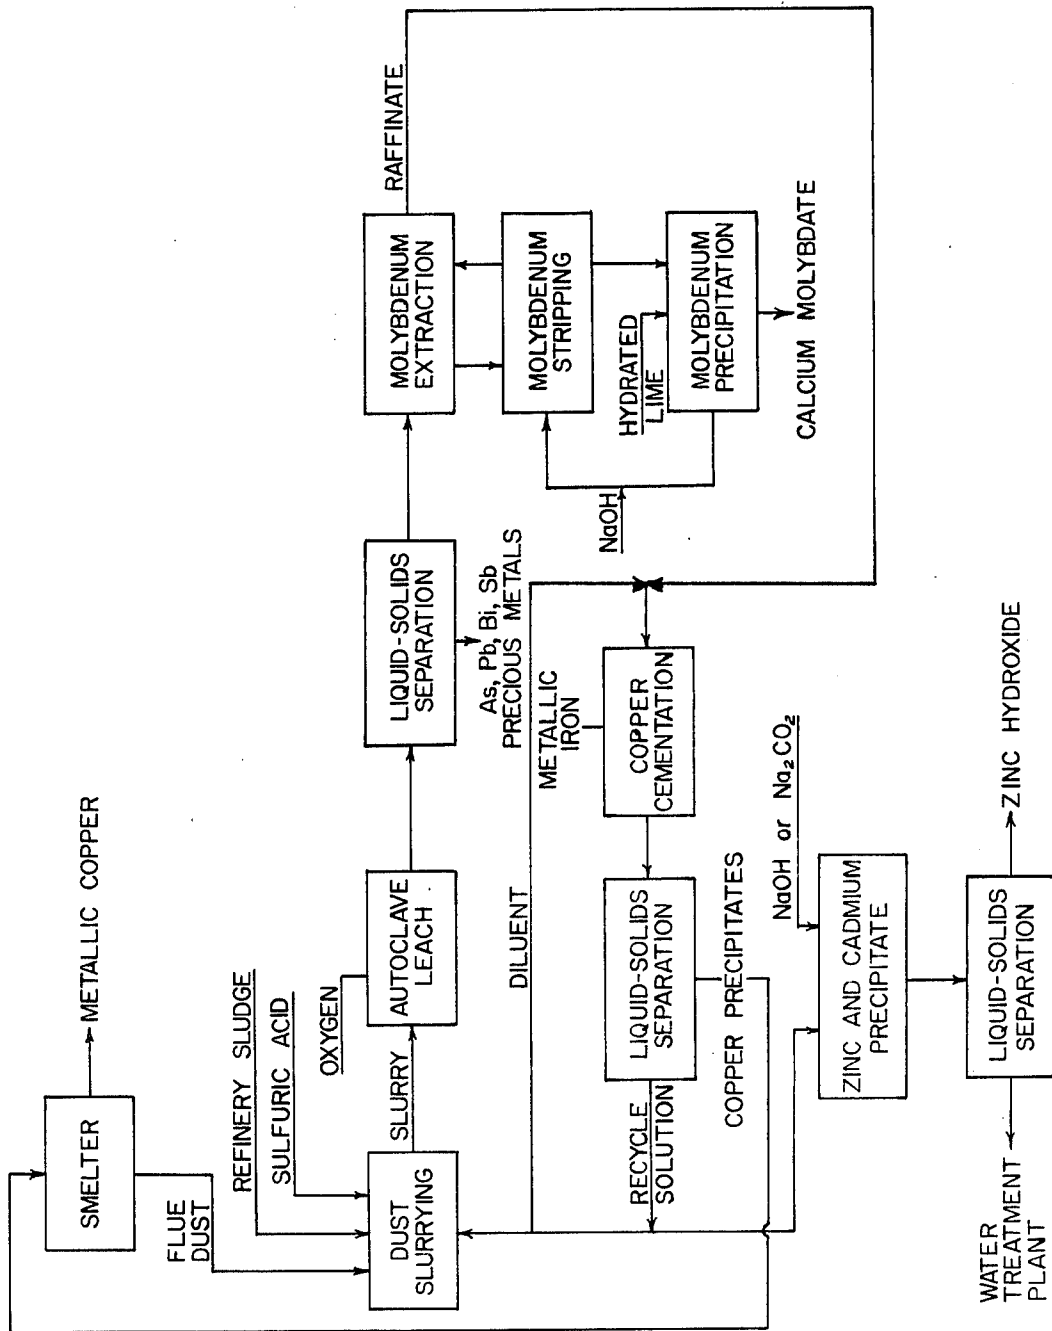 METALLIC COPPER
SMELTER
FLUE
DUST
REFINERY SLUDGE
SULFURIC ACID
DUST
SLURRYING
SLURRY
OXYGEN
AUTOCLAVE
LEACH
LIQUID-SOLIDS
SEPARATION
As, Pb, Bi, Sb
PRECIOUS METALS
MOLYBDENUM
EXTRACTION
RAFFINATE
MOLYBDENUM
STRIPPING
HYDRATED
LIME
MOLYBDENUM
PRECIPITATION
NaOH
CALCIUM MOLYBDATE
DILUENT
METALLIC
IRON
COPPER
CEMENTATION
LIQUID-SOLIDS
SEPARATION
RECYCLE
SOLUTION
COPPER PRECIPITATES
NaOH or Na₂CO₂
ZINC AND CADMIUM
PRECIPITATE
LIQUID-SOLIDS
SEPARATION
ZINC HYDROXIDE
WATER
TREATMENT
PLANT